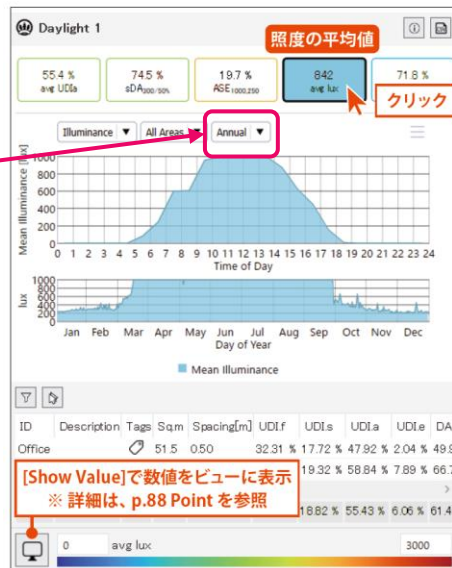 Daylight 1
照度の平均値
55.4 % 74.5 % 19.7 % 842 71.8 %
avg UDIa sDA300/50% ASE1000,250 avg lux
クリック
Illuminance ▼ All Areas ▼ Annual ▼
Mean Illuminance [lux]
1000
800
600
400
200
0
0 1 2 3 4 5 6 7 8 9 10 11 12 13 14 15 16 17 18 19 20 21 22 23 24
Time of Day
lux
1000
800
600
400
200
0
Jan Feb Mar Apr May Jun Jul Aug Sep Oct Nov Dec
Day of Year
Mean Illuminance
ID Description Tags Sq.m Spacing[m] UDI.f UDI.s UDI.a UDI.e DA
Office 51.5 0.50 32.31 % 17.72 % 47.92 % 2.04 % 49.9
19.32 % 58.84 % 7.89 % 66.7
[Show Value]で数値をビューに表示
※ 詳細は、p.88 Point を参照
18.82 % 55.43 % 6.06 % 61.4
0 avg lux 3000